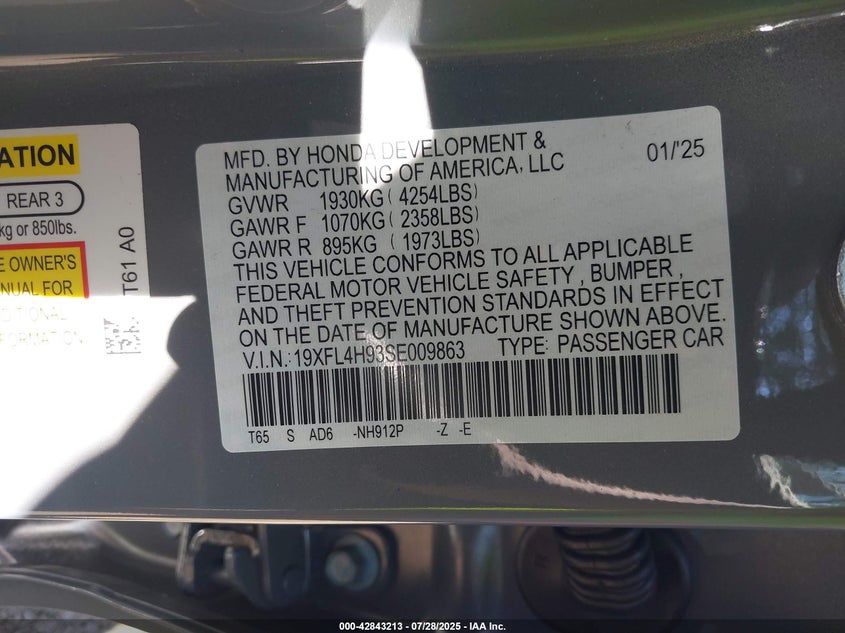 ATION
REAR 3
kg or 850lbs.
E OWNER'S
NUAL FOR
DITIONAL
FORMATION
T61 A0
MFD. BY HONDA DEVELOPMENT &
MANUFACTURING OF AMERICA, LLC
01/'25
GVWR 1930KG ( 4254LBS)
GAWR F 1070KG ( 2358LBS)
GAWR R 895KG ( 1973LBS)
THIS VEHICLE CONFORMS TO ALL APPLICABLE
FEDERAL MOTOR VEHICLE SAFETY , BUMPER ,
AND THEFT PREVENTION STANDARDS IN EFFECT
ON THE DATE OF MANUFACTURE SHOWN ABOVE.
V.I.N.:19XFL4H93SE009863 TYPE: PASSENGER CAR
T65 S AD6 -NH912P -Z -E
000-42843213 | 07/28/2025 - IAA Inc.